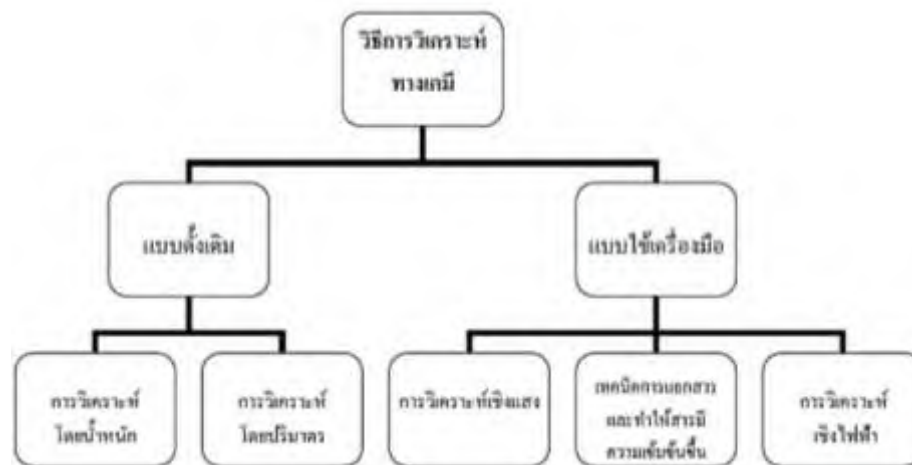 วิธีการวิเคราะห์
ทางเคมี
แบบดั้งเดิม
แบบใช้เครื่องมือ
การวิเคราะห์
โดยน้ำหนัก
การวิเคราะห์
โดยปริมาตร
การวิเคราะห์เชิงแสง
เทคนิคการแยกสาร
และทำให้สารมี
ความเข้มข้นขึ้น
การวิเคราะห์
เชิงไฟฟ้า